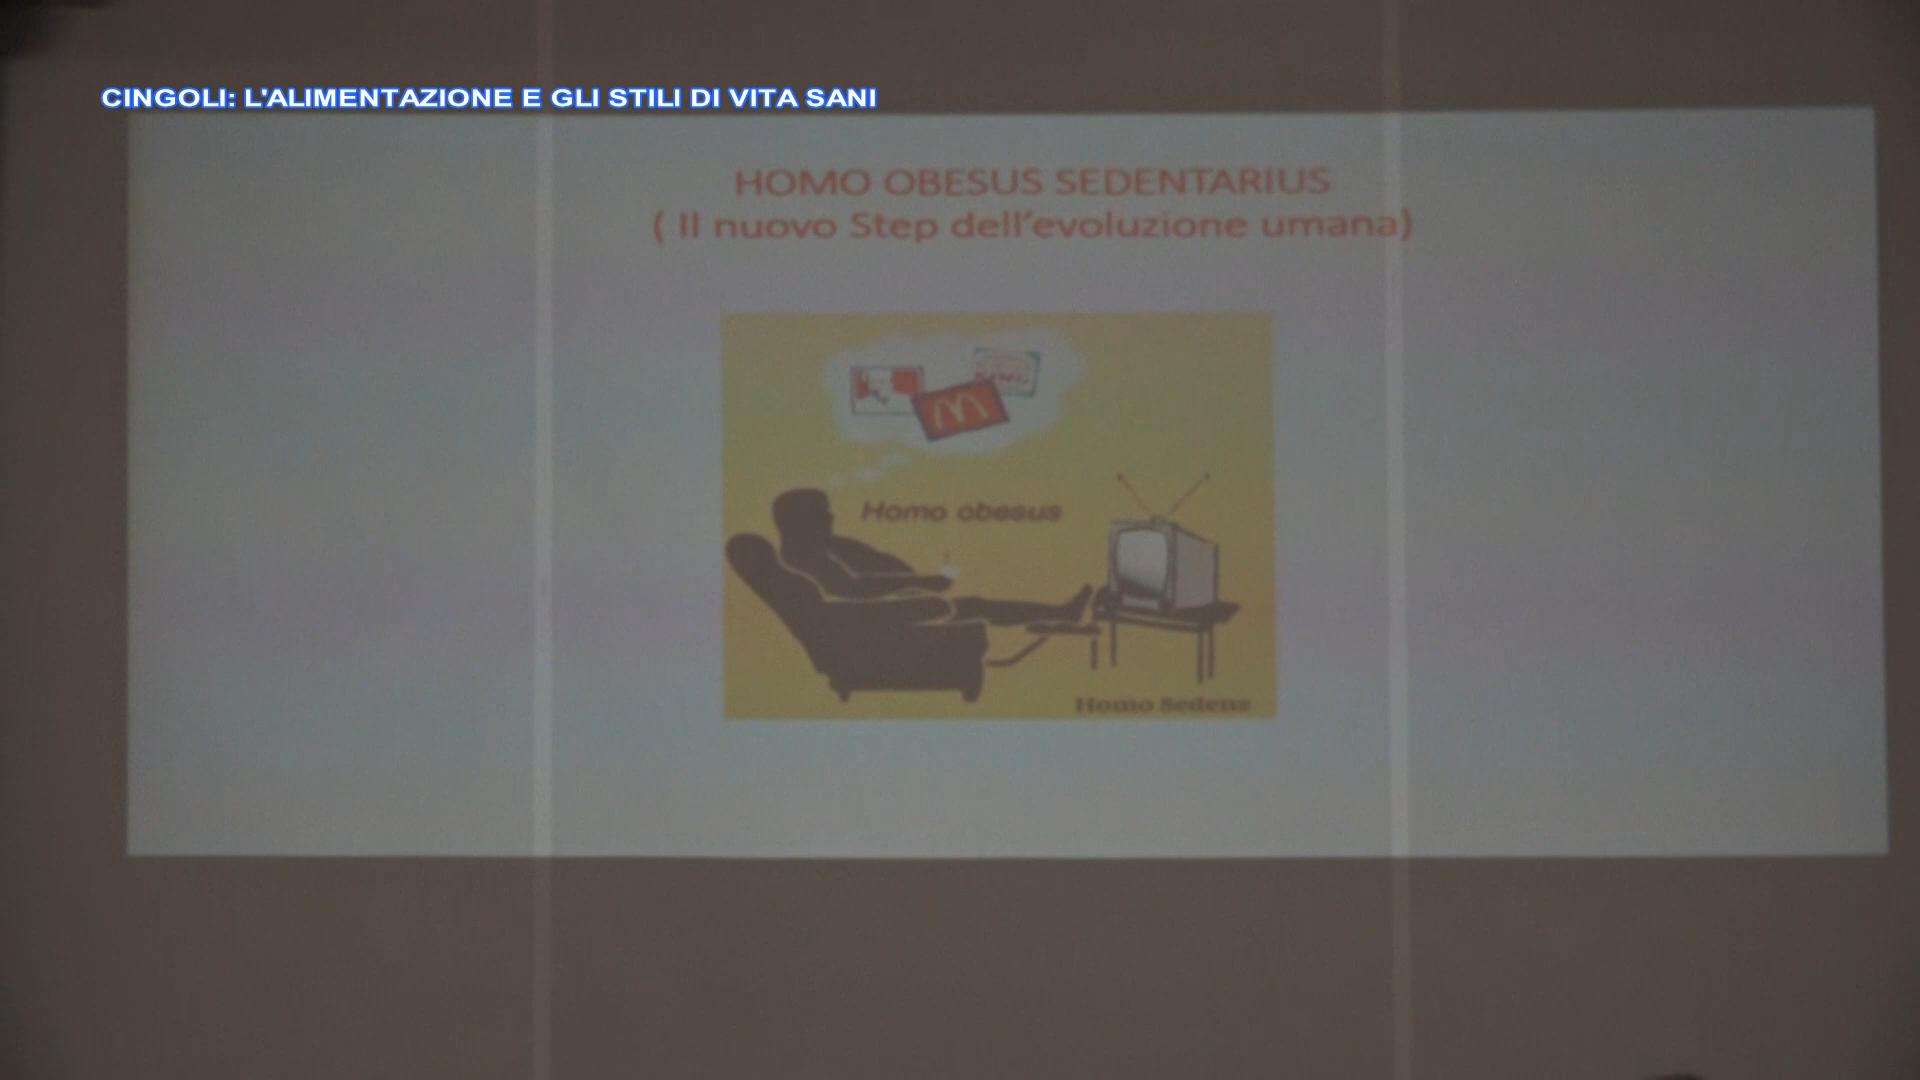 CINGOLI: L'ALIMENTAZIONE E GLI STILI DI VITA SANI
HOMO OBESUS SEDENTARIUS
( Il nuovo Step dell'evoluzione umana)
Homo obesus
Homo Sedens